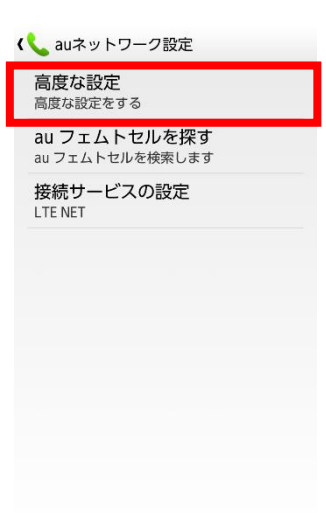 auネットワーク設定
高度な設定
高度な設定をする
au フェムトセルを探す
au フェムトセルを検索します
接続サービスの設定
LTE NET